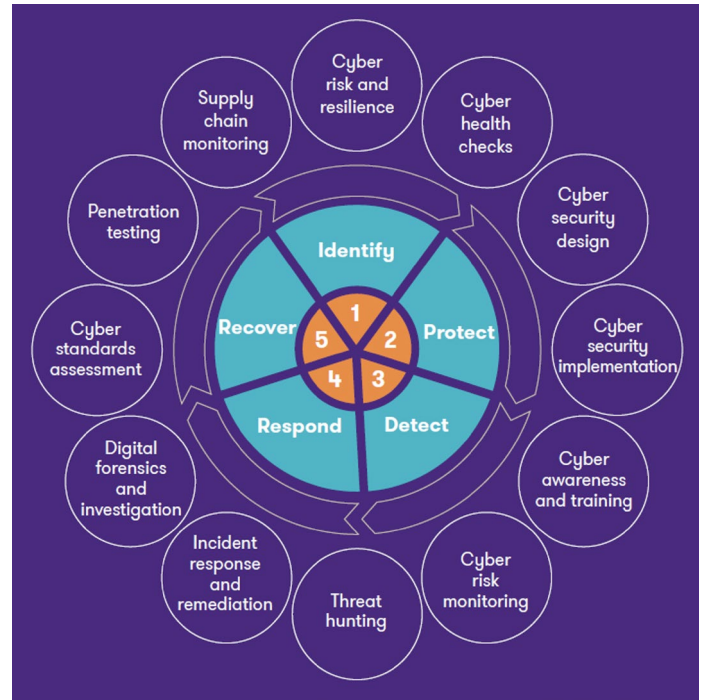 Cyber
risk and
resilience
Cyber
health
checks
Cyber
security
design
Cyber
security
implementation
Cyber
awareness
and training
Cyber
risk
monitoring
Threat
hunting
Incident
response
and
remediation
Digital
forensics
and
investigation
Cyber
standards
assessment
Penetration
testing
Supply
chain
monitoring
Identify
Protect
Detect
Respond
Recover
1
2
3
4
5